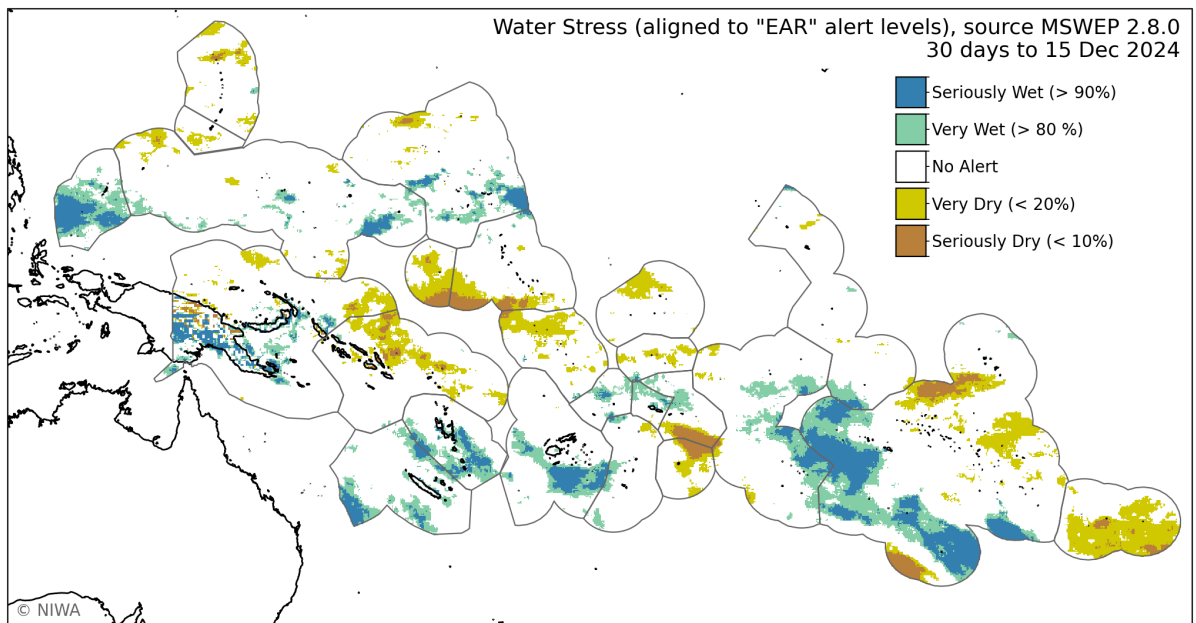 Water Stress (aligned to "EAR" alert levels), source MSWEP 2.8.0
30 days to 15 Dec 2024
Seriously Wet (> 90%)
Very Wet (> 80 %)
No Alert
Very Dry (< 20%)
Seriously Dry (< 10%)
© NIWA